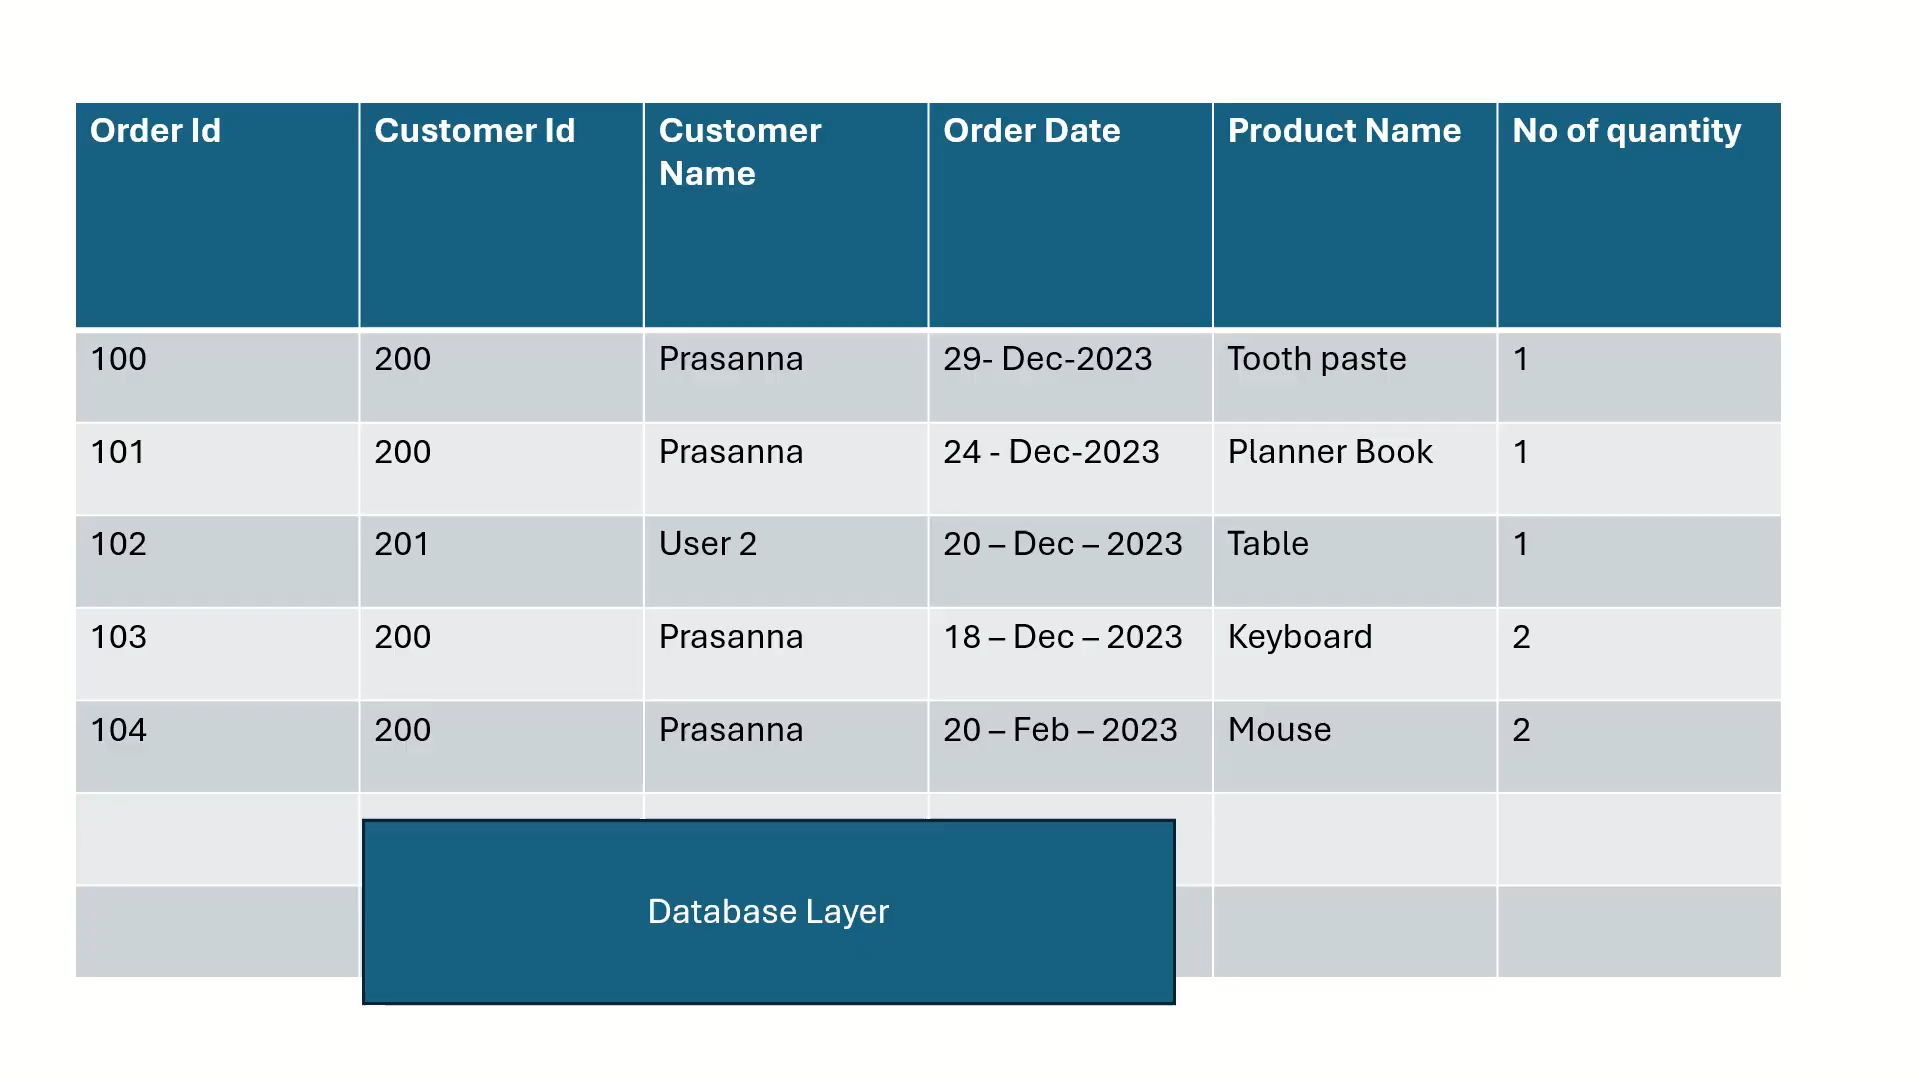 Order Id Customer Id Customer Name Order Date Product Name No of quantity
100 200 Prasanna 29- Dec-2023 Tooth paste 1
101 200 Prasanna 24 - Dec-2023 Planner Book 1
102 201 User 2 20 – Dec – 2023 Table 1
103 200 Prasanna 18 – Dec – 2023 Keyboard 2
104 200 Prasanna 20 – Feb – 2023 Mouse 2
Database Layer